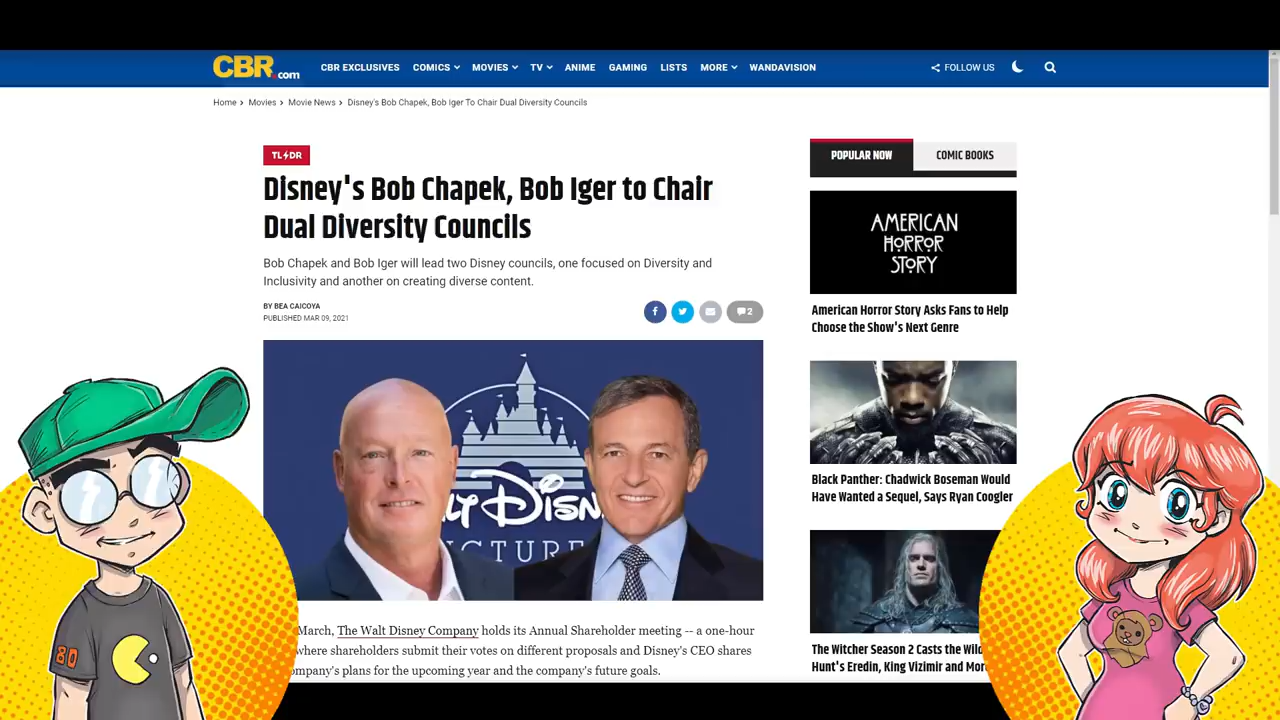 CBR.com
CBR EXCLUSIVES
COMICS
MOVIES
TV
ANIME
GAMING
LISTS
MORE
WANDAVISION
FOLLOW US
Home > Movies > Movie News > Disney's Bob Chapek, Bob Iger To Chair Dual Diversity Councils
TL DR
Disney's Bob Chapek, Bob Iger to Chair
Dual Diversity Councils
Bob Chapek and Bob Iger will lead two Disney councils, one focused on Diversity and
Inclusivity and another on creating diverse content.
BY BEA CAICOYA
PUBLISHED MAR 09, 2021
2
March, The Walt Disney Company holds its Annual Shareholder meeting -- a one-hour
where shareholders submit their votes on different proposals and Disney's CEO shares
plans for the upcoming year and the company's future goals.
POPULAR NOW
COMIC BOOKS
AMERICAN
HORROR
STORY
American Horror Story Asks Fans to Help
Choose the Show's Next Genre
Black Panther: Chadwick Boseman Would
Have Wanted a Sequel, Says Ryan Coogler
The Witcher Season 2 Casts the
Hunt's Eredin, King Vizimir and
80